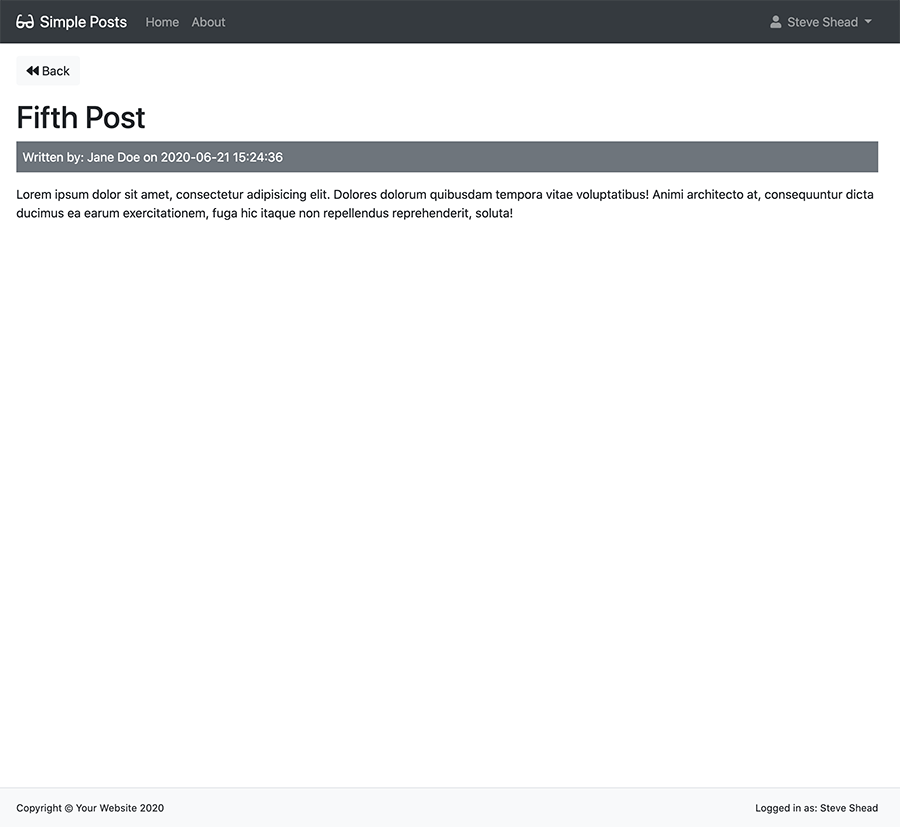 Simple Posts Home About Steve Shead
Back
Fifth Post
Written by: Jane Doe on 2020-06-21 15:24:36
Lorem ipsum dolor sit amet, consectetur adipisicing elit. Dolores dolorum quibusdam tempora vitae voluptatibus! Animi architecto at, consequuntur dicta
ducimus ea earum exercitationem, fuga hic itaque non repellendus reprehenderit, soluta!
Copyright © Your Website 2020 Logged in as: Steve Shead